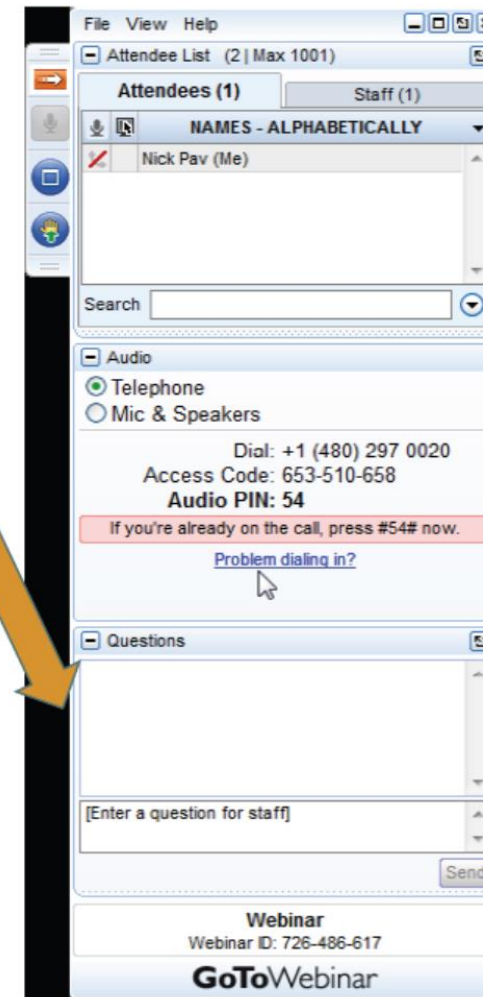 File View Help
Attendee List (2 | Max 1001)
Attendees (1) Staff (1)
NAMES - ALPHABETICALLY
Nick Pav (Me)
Search
Audio
Telephone
Mic & Speakers
Dial: +1 (480) 297 0020
Access Code: 653-510-658
Audio PIN: 54
If you're already on the call, press #54# now.
Problem dialing in?
Questions
[Enter a question for staff]
Send
Webinar
Webinar ID: 726-486-617
GoToWebinar